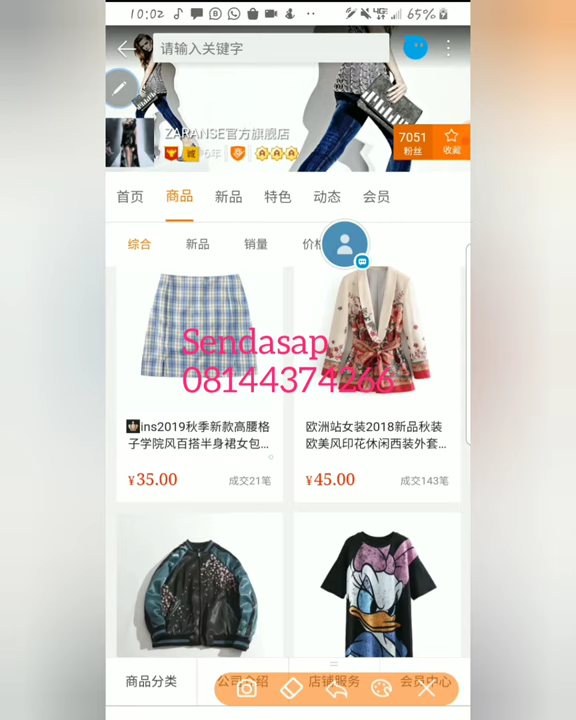 10:02
65%
请输入关键字
ZARANSE官方旗舰店
6年
7051
粉丝
收藏
首页 商品 新品 特色 动态 会员
综合 新品 销量
Sendasap
08144374266
ins2019秋季新款高腰格
子学院风百搭半身裙女包...
¥35.00 成交21笔
欧洲站女装2018新品秋装
欧美风印花休闲西装外套...
¥45.00 成交143笔
商品分类 公司介绍 店铺服务 会员中心